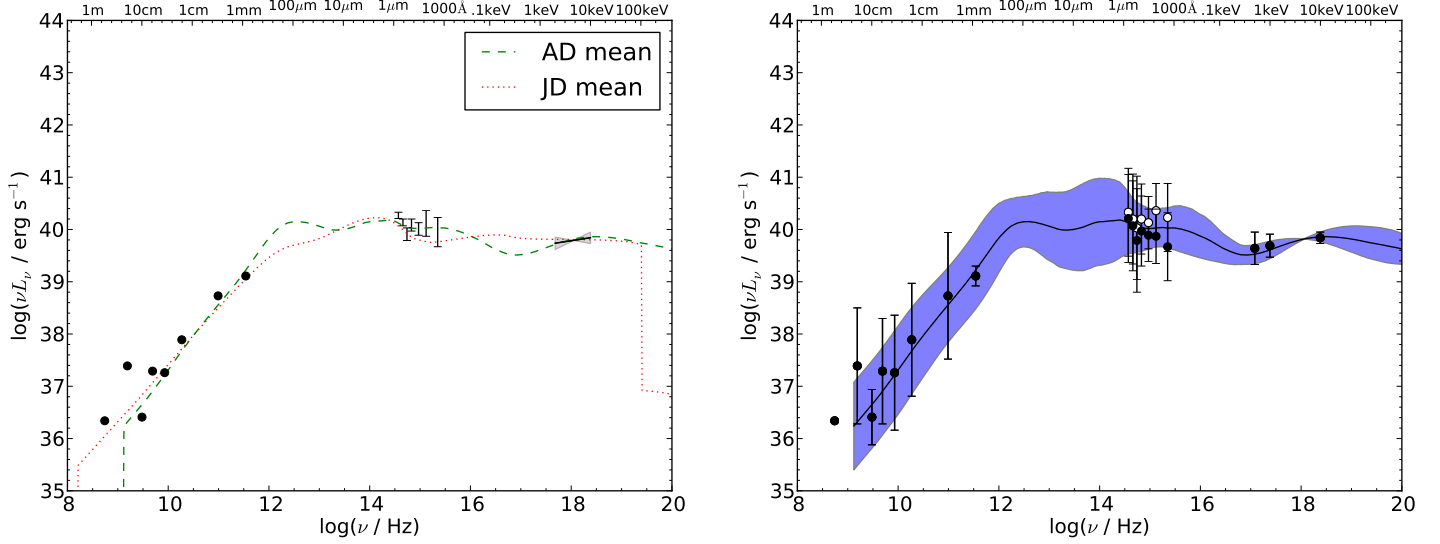 1m 10cm 1cm 1mm 100μm 10μm 1μm 1000Å .1keV 1keV 10keV 100keV
44
43
42
41
40
39
38
37
36
35
log(νLν / erg s⁻¹)
AD mean
JD mean
8 10 12 14 16 18 20
log(ν / Hz)
1m 10cm 1cm 1mm 100μm 10μm 1μm 1000Å .1keV 1keV 10keV 100keV
44
43
42
41
40
39
38
37
36
35
log(νLν / erg s⁻¹)
8 10 12 14 16 18 20
log(ν / Hz)